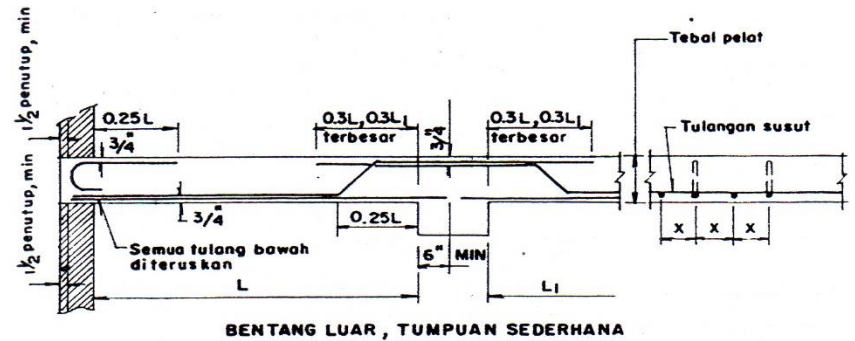 1½ penutup, min
0.25L
3/4"
0.3L,0.3L₁
terbesar
3/4"
0.3L,0.3L₁
terbesar
Tebal pelat
Tulangan susut
3/4"
0.25L
Semua tulang bawah
diteruskan
6" MIN
X X X
1½ penutup, min
L
L₁
BENTANG LUAR, TUMPUAN SEDERHANA